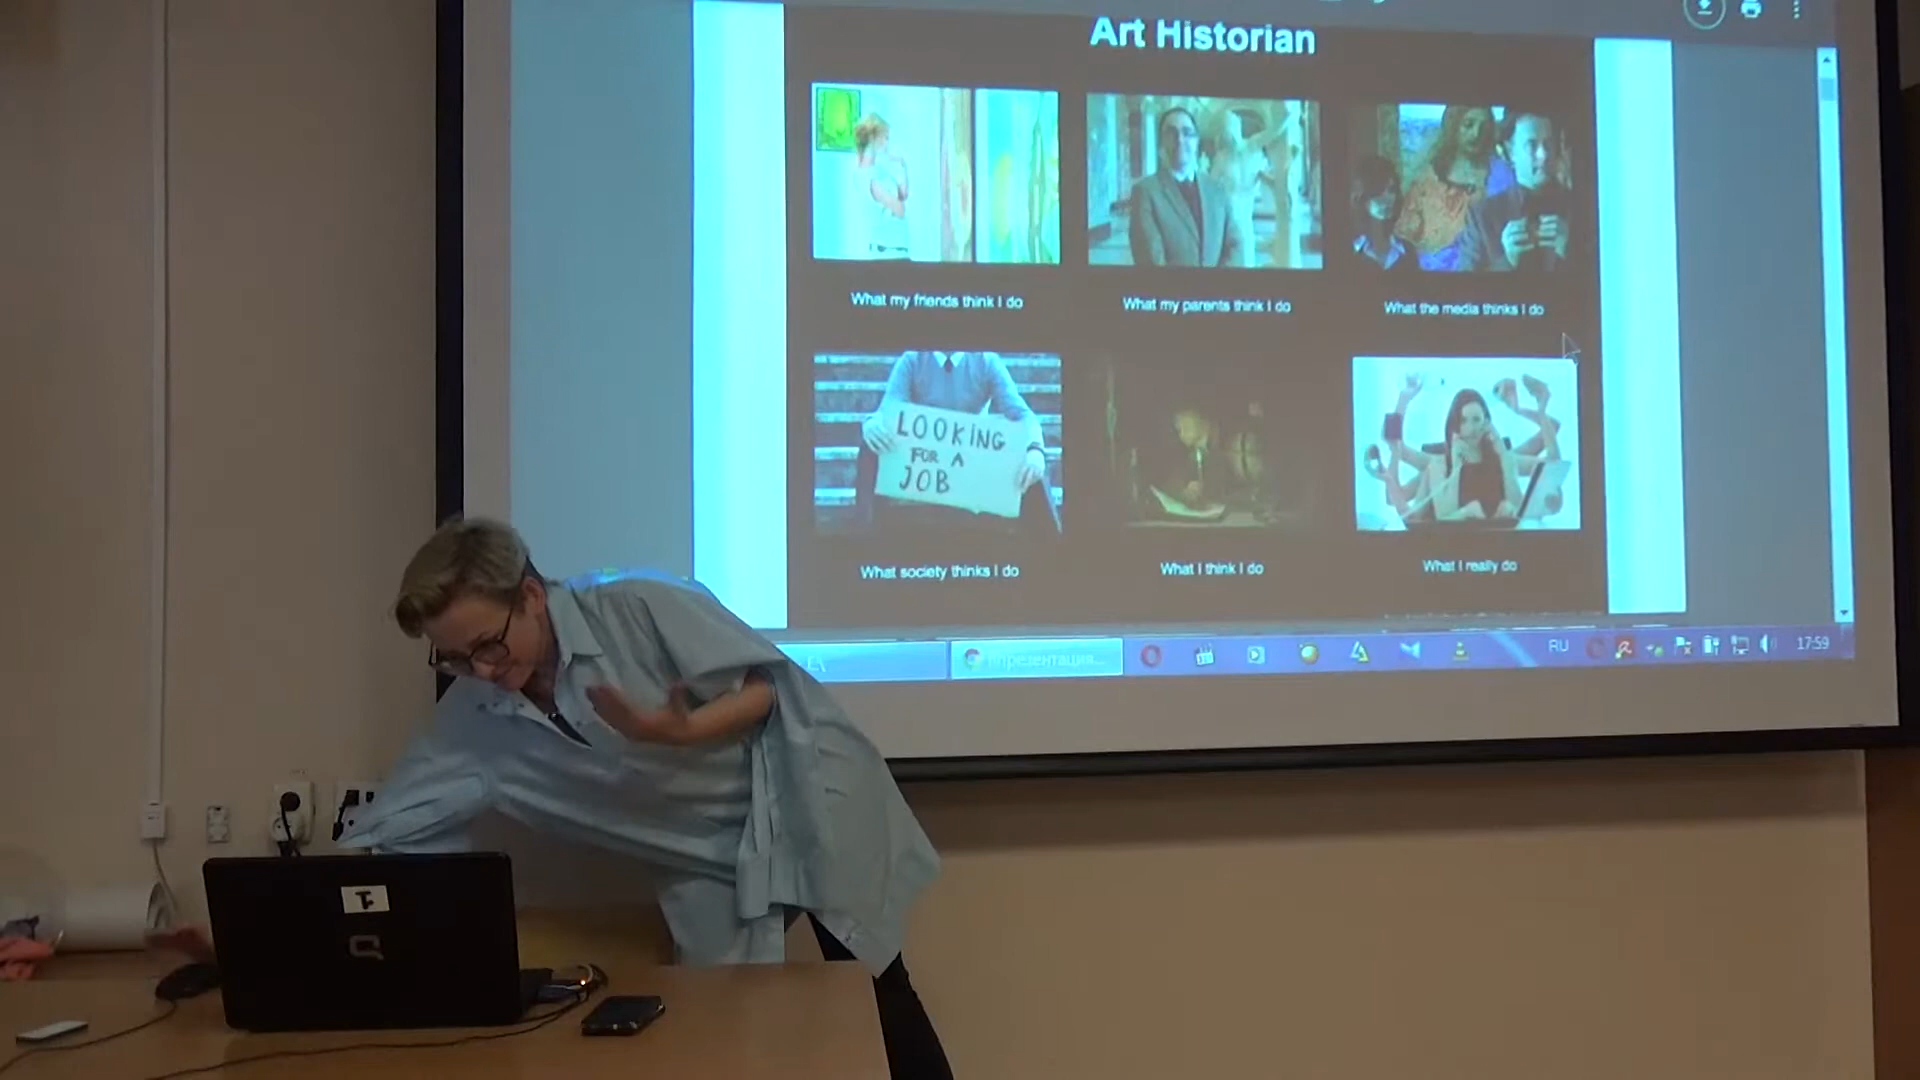 Art Historian
What my friends think I do
What my parents think I do
What the media thinks I do
LOOKING
FOR A
JOB
What society thinks I do
What I think I do
What I really do
E\
RU
17:59
1